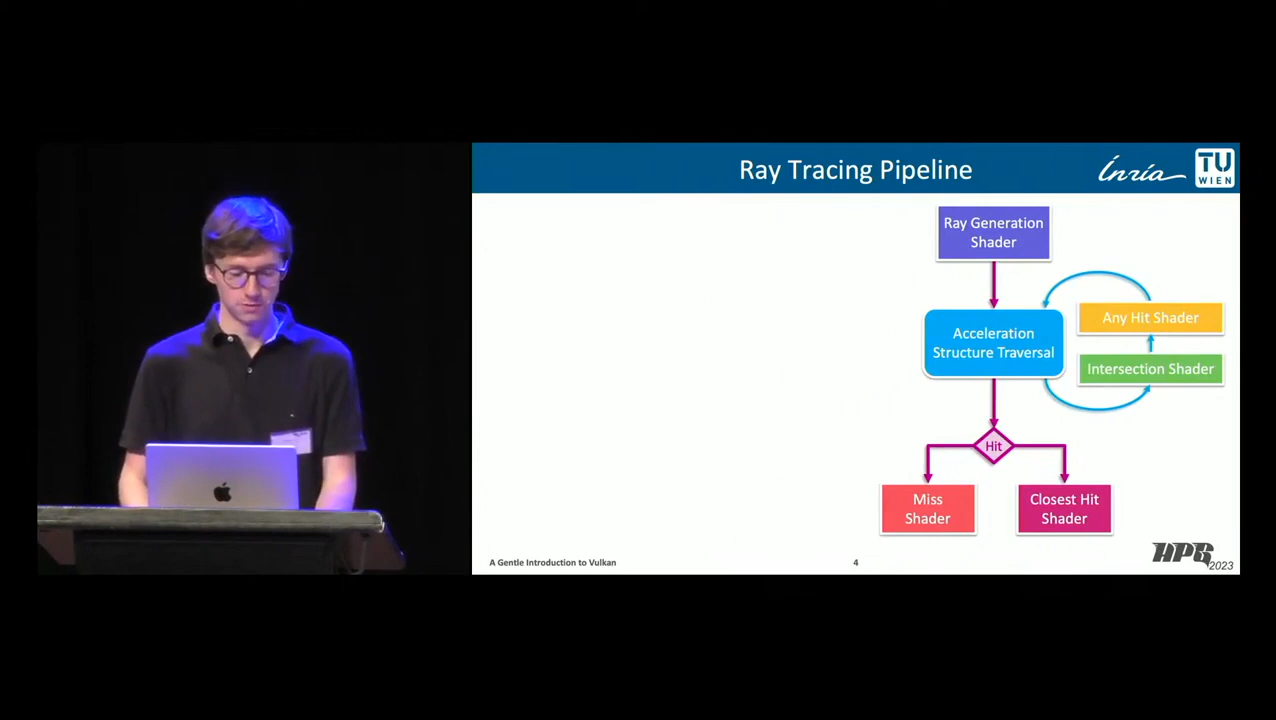 Ray Tracing Pipeline
Inria
TU
WIEN
Ray Generation
Shader
Acceleration
Structure Traversal
Any Hit Shader
Intersection Shader
Hit
Miss
Shader
Closest Hit
Shader
A Gentle Introduction to Vulkan
4
HPG
2023